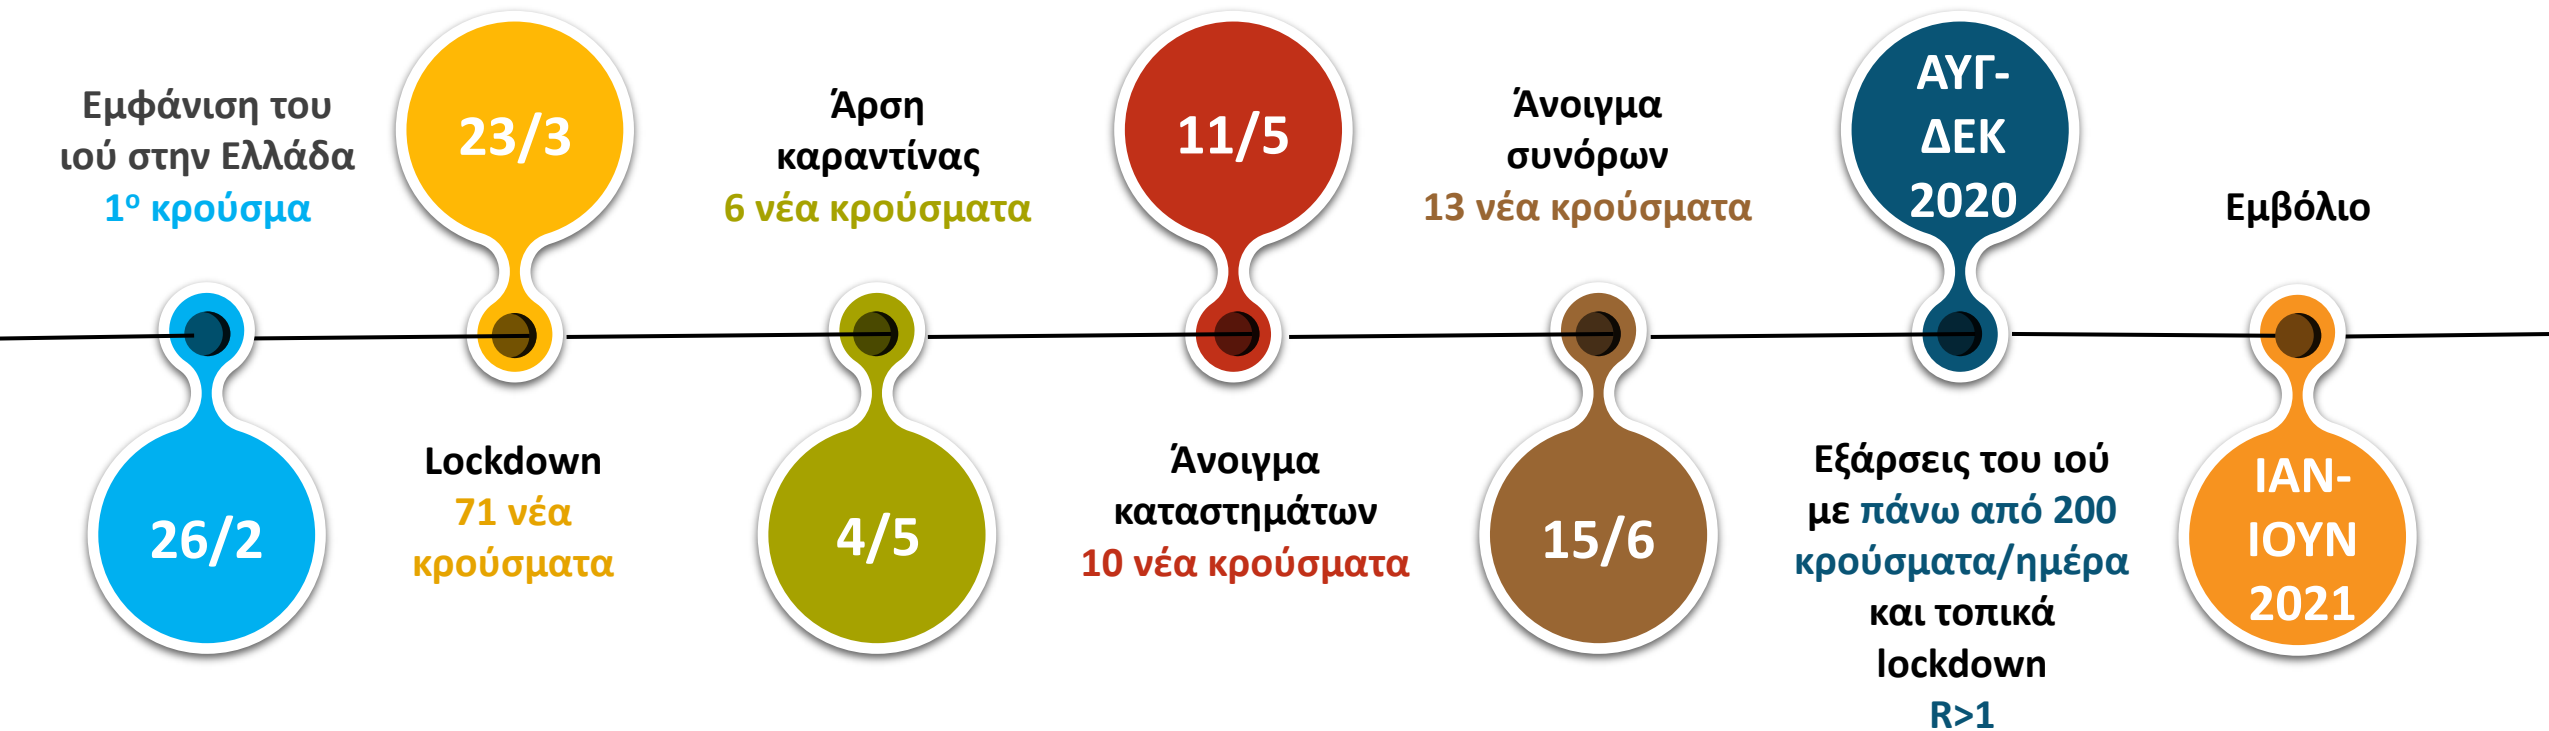 Εμφάνιση του
ιού στην Ελλάδα
1ο κρούσμα
26/2
23/3
Lockdown
71 νέα
κρούσματα
Άρση
καραντίνας
6 νέα κρούσματα
4/5
11/5
Άνοιγμα
καταστημάτων
10 νέα κρούσματα
Άνοιγμα
συνόρων
13 νέα κρούσματα
15/6
ΑΥΓ-
ΔΕΚ
2020
Εξάρσεις του ιού
με πάνω από 200
κρούσματα/ημέρα
και τοπικά
lockdown
R>1
Εμβόλιο
ΙΑΝ-
ΙΟΥΝ
2021